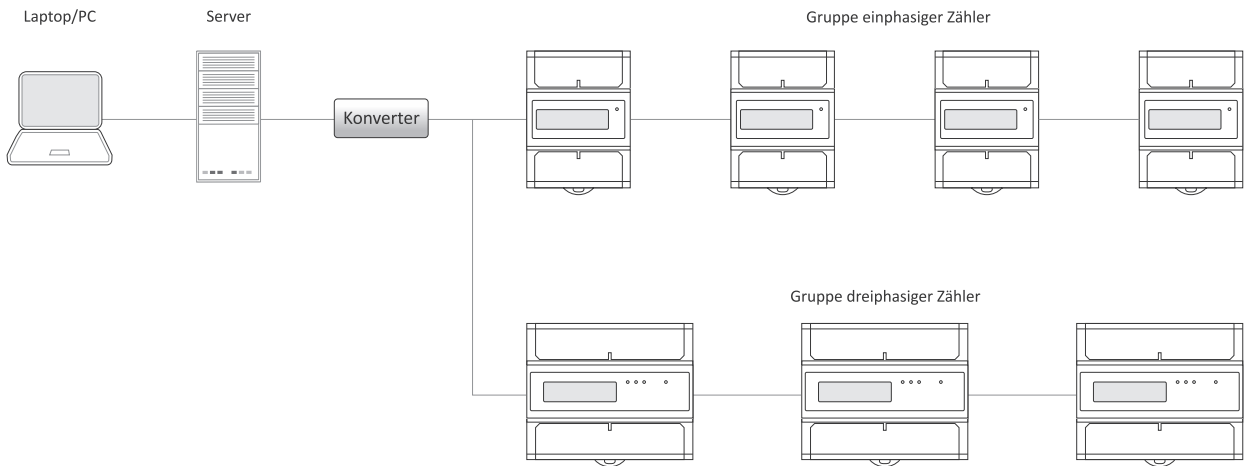 Laptop/PC
Server
Gruppe einphasiger Zähler
Konverter
Gruppe dreiphasiger Zähler